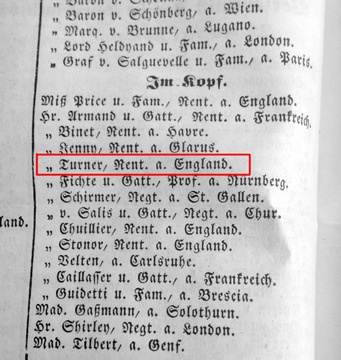 „ Baron v. Schönberg, a. Wien.
„ Marq. v. Brunne, a. Lugano.
„ Lord Heldvand u. Fam., a. London.
„ Graf v. Salguevelle u. Fam., a. Paris.
Im Kopf.
Miß Price u. Fam., Rent. a. England.
Hr. Armand u. Gatt., Rent. a. Frankreich.
„ Binet, Rent. a. Havre.
„ Kenny, Rent. a. Glarus.
„ Turner, Rent. a. England.
„ Fichte u. Gatt., Prof. a. Nürnberg.
„ Schirmer, Negt. a. St. Gallen.
„ v. Salis u. Gatt., Negt. a. Chur.
land.
„ Chuillier, Rent. a. England.
„ Stonor, Rent. a. England.
„ Velten, a. Carlsruhe.
„ Caillasser u. Gatt., a. Frankreich.
„ Guidetti u. Fam., a. Brescia.
Mad. Gaßmann, a. Solothurn.
Hr. Shirley, Negt. a. London.
Mad. Tilbert, a. Genf.